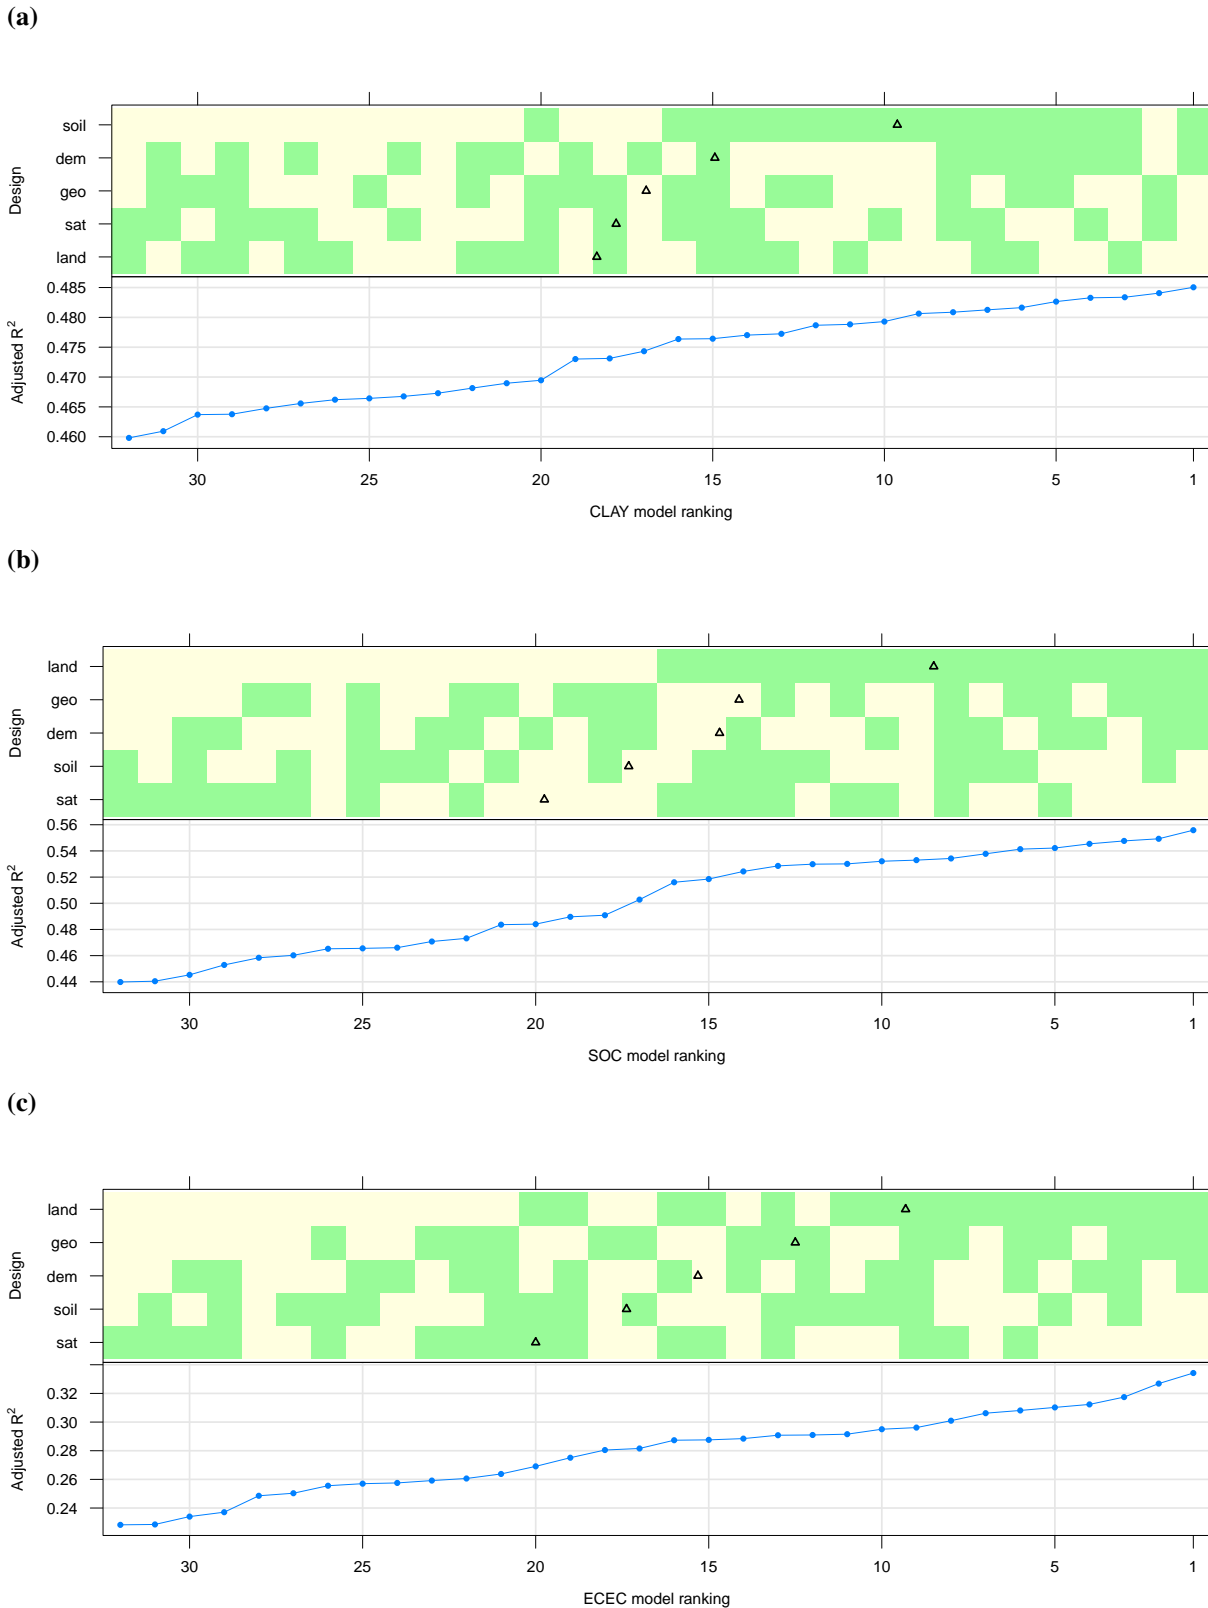 (a)
Design
soil
dem
geo
sat
land
Adjusted R²
0.485
0.480
0.475
0.470
0.465
0.460
30 25 20 15 10 5 1
CLAY model ranking
(b)
Design
land
geo
dem
soil
sat
Adjusted R²
0.56
0.54
0.52
0.50
0.48
0.46
0.44
30 25 20 15 10 5 1
SOC model ranking
(c)
Design
land
geo
dem
soil
sat
Adjusted R²
0.32
0.30
0.28
0.26
0.24
30 25 20 15 10 5 1
ECEC model ranking